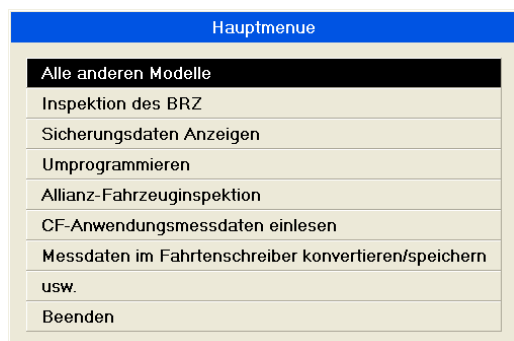 Hauptmenue
Alle anderen Modelle
Inspektion des BRZ
Sicherungsdaten Anzeigen
Umprogrammieren
Allianz-Fahrzeuginspektion
CF-Anwendungsmessdaten einlesen
Messdaten im Fahrtenschreiber konvertieren/speichern
usw.
Beenden